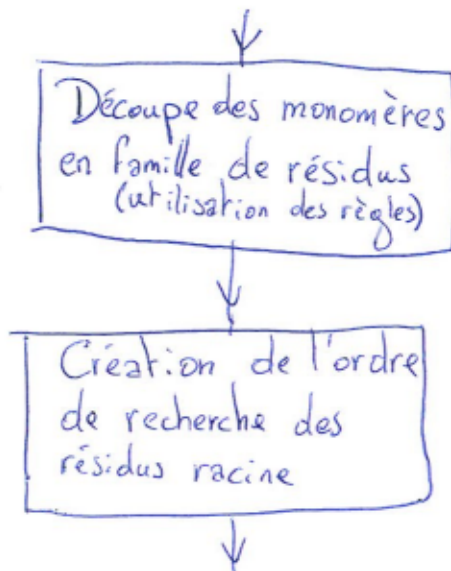 Découpe des monomères
en famille de résidus
(utilisation des règles)
Création de l'ordre
de recherche des
résidus racine